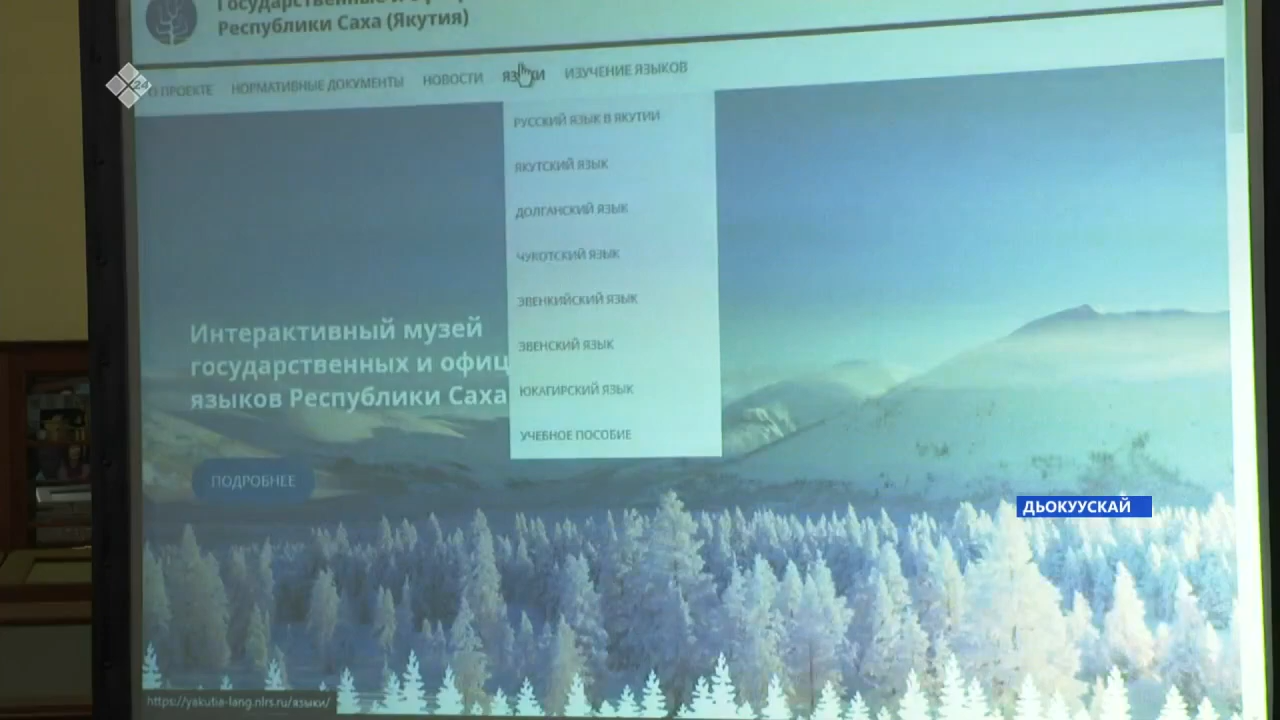 Республики Саха (Якутия)
О ПРОЕКТЕ НОРМАТИВНЫЕ ДОКУМЕНТЫ НОВОСТИ ЯЗЫКИ ИЗУЧЕНИЕ ЯЗЫКОВ
РУССКИЙ ЯЗЫК В ЯКУТИИ
ЯКУТСКИЙ ЯЗЫК
ДОЛГАНСКИЙ ЯЗЫК
ЧУКОТСКИЙ ЯЗЫК
ЭВЕНКИЙСКИЙ ЯЗЫК
ЭВЕНСКИЙ ЯЗЫК
ЮКАГИРСКИЙ ЯЗЫК
УЧЕБНОЕ ПОСОБИЕ
Интерактивный музей
государственных и офиц
языков Республики Саха
ПОДРОБНЕЕ
ДЬОКУУСКАЙ
https://yakutia-lang.nlrs.ru/языки/